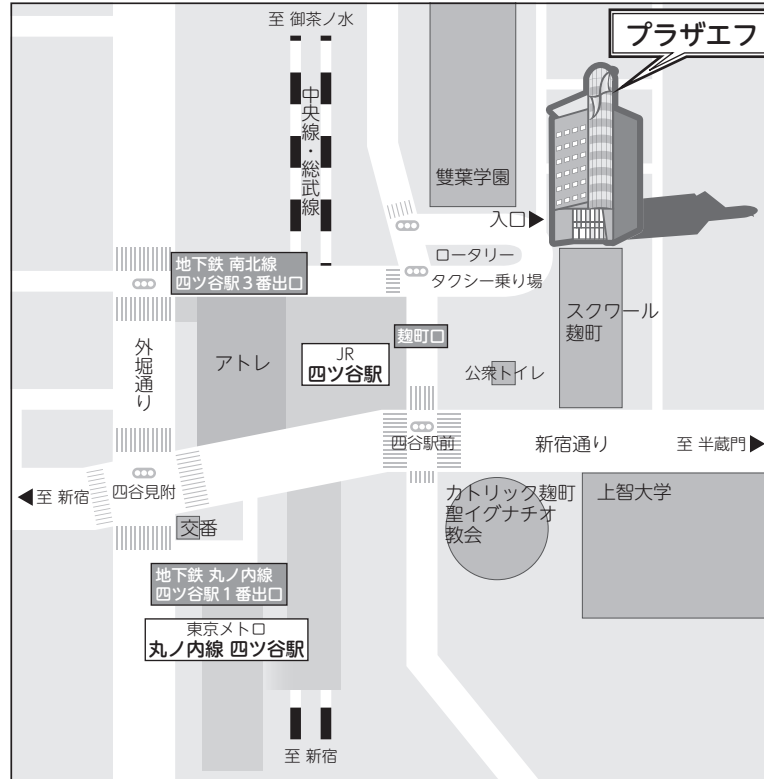 至 御茶ノ水
プラザエフ
中央線・総武線
雙葉学園
入口▶
ロータリー
タクシー乗り場
地下鉄 南北線
四ツ谷駅3番出口
スクワール
麹町
麹町口
外堀通り
アトレ
JR
四ツ谷駅
公衆トイレ
四谷駅前
新宿通り
至 半蔵門▶
◀至 新宿
四谷見附
カトリック麹町
聖イグナチオ
教会
上智大学
交番
地下鉄 丸ノ内線
四ツ谷駅1番出口
東京メトロ
丸ノ内線 四ツ谷駅
至 新宿